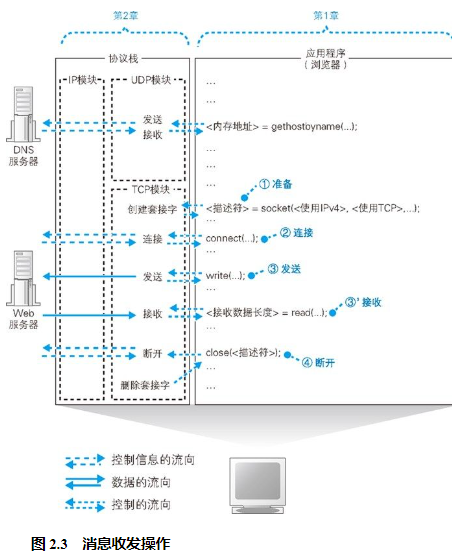 第2章
第1章
协议栈
应用程序
(浏览器)
IP模块
UDP模块
…
…
发送
接收
<内存地址> = gethostbyname(...);
DNS
服务器
…
…
…
TCP模块
① 准备
创建套接字
<描述符> = socket(<使用IPv4>, <使用TCP>,...);
…
连接
connect(...);
② 连接
…
发送
write(...);
③ 发送
…
Web
服务器
接收
<接收数据长度> = read(...);
③' 接收
…
断开
close(<描述符>);
④ 断开
…
删除套接字
…
控制信息的流向
数据的流向
控制的流向
图 2.3 消息收发操作